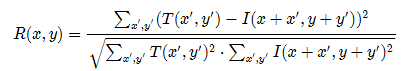 R(x, y) = \frac{\sum_{x',y'} (T(x', y') - I(x + x', y + y'))^2}{\sqrt{\sum_{x',y'} T(x', y')^2 \cdot \sum_{x',y'} I(x + x', y + y')^2}}